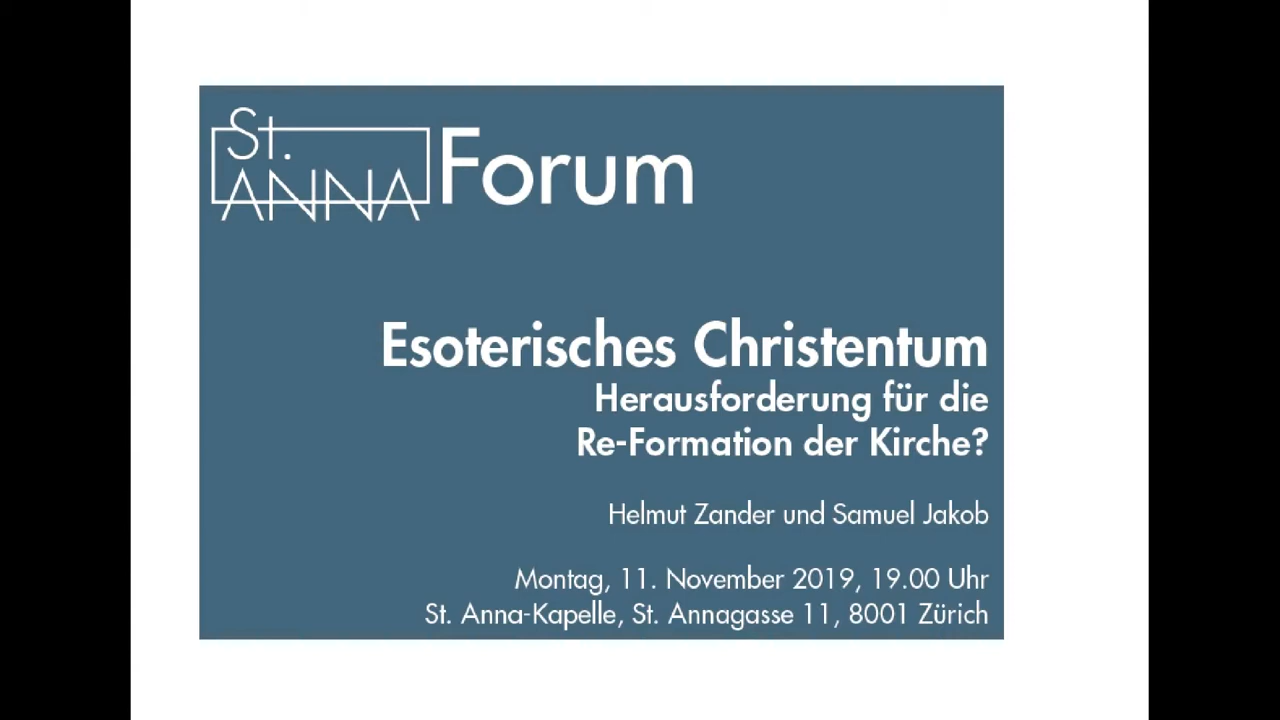 St.
ANNA Forum
Esoterisches Christentum
Herausforderung für die
Re-Formation der Kirche?
Helmut Zander und Samuel Jakob
Montag, 11. November 2019, 19.00 Uhr
St. Anna-Kapelle, St. Annagasse 11, 8001 Zürich